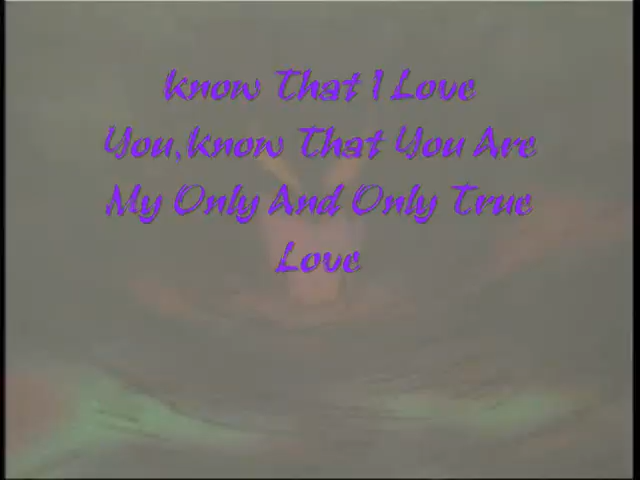 Know That I Love
You,Know That You Are
My Only And Only True
Love